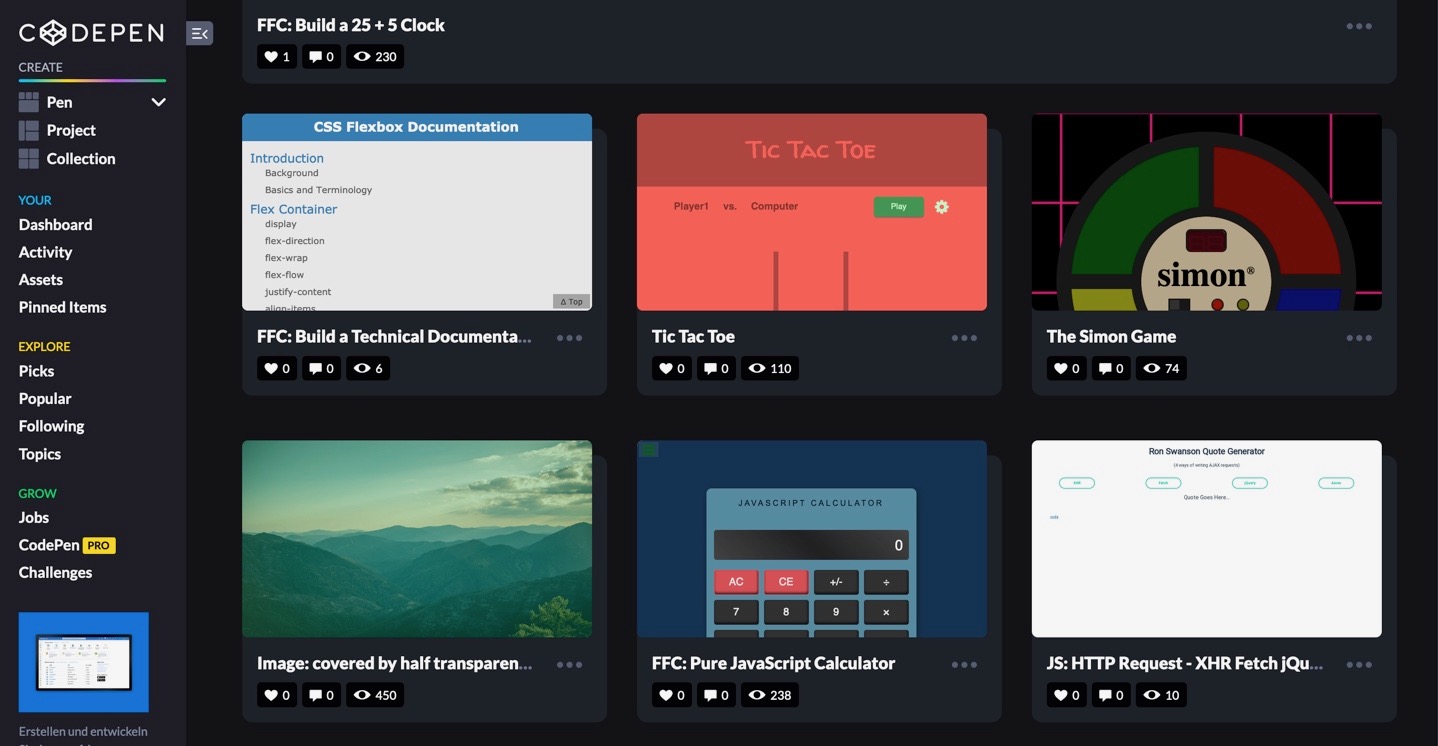 CODEPEN
CREATE
Pen
Project
Collection
YOUR
Dashboard
Activity
Assets
Pinned Items
EXPLORE
Picks
Popular
Following
Topics
GROW
Jobs
CodePen PRO
Challenges
Erstellen und entwickeln
FFC: Build a 25 + 5 Clock
1 0 230
CSS Flexbox Documentation
Introduction
Background
Basics and Terminology
Flex Container
display
flex-direction
flex-wrap
flex-flow
justify-content
align-items
Δ Top
FFC: Build a Technical Documenta...
0 0 6
TIC TAC TOE
Player1 vs. Computer Play
Tic Tac Toe
0 0 110
simon®
The Simon Game
0 0 74
Image: covered by half transparen...
0 0 450
JAVASCRIPT CALCULATOR
0
AC CE +/- ÷
7 8 9 ×
FFC: Pure JavaScript Calculator
0 0 238
Ron Swanson Quote Generator
(4 ways of writing AJAX requests)
XHR Fetch jQuery Axios
Quote Goes Here..
JS: HTTP Request - XHR Fetch jQu...
0 0 10